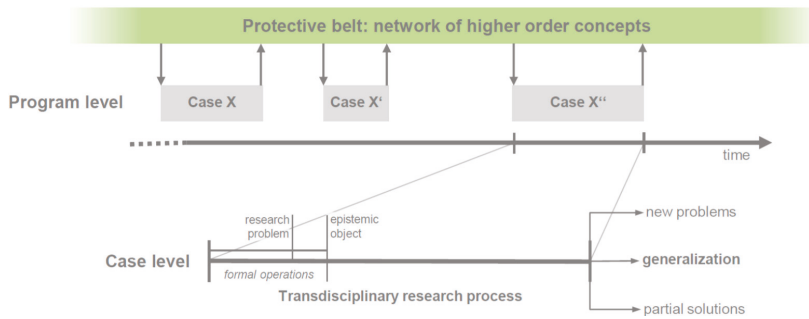 Protective belt: network of higher order concepts
Program level
Case X
Case X‘
Case X“
time
research
problem
epistemic
object
Case level
formal operations
Transdisciplinary research process
new problems
generalization
partial solutions